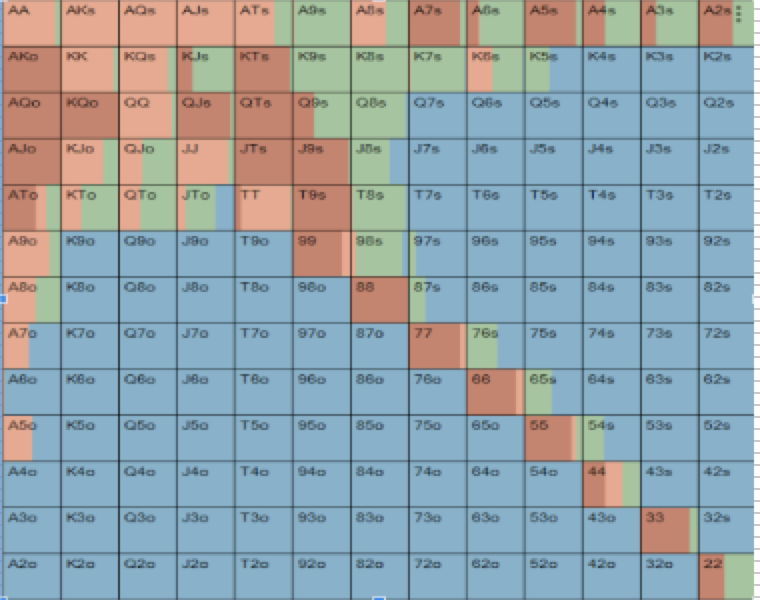 AA AKs AQs AJs ATs A9s A8s A7s A6s A5s A4s A3s A2s
AKo KK KQs KJs KTs K9s K8s K7s K6s K5s K4s K3s K2s
AQo KQo QQ QJs QTs Q9s Q8s Q7s Q6s Q5s Q4s Q3s Q2s
AJo KJo QJo JJ JTs J9s J8s J7s J6s J5s J4s J3s J2s
ATo KTo QTo JTo TT T9s T8s T7s T6s T5s T4s T3s T2s
A9o K9o Q9o J9o T9o 99 98s 97s 96s 95s 94s 93s 92s
A8o K8o Q8o J8o T8o 98o 88 87s 86s 85s 84s 83s 82s
A7o K7o Q7o J7o T7o 97o 87o 77 76s 75s 74s 73s 72s
A6o K6o Q6o J6o T6o 96o 86o 76o 66 65s 64s 63s 62s
A5o K5o Q5o J5o T5o 95o 85o 75o 65o 55 54s 53s 52s
A4o K4o Q4o J4o T4o 94o 84o 74o 64o 54o 44 43s 42s
A3o K3o Q3o J3o T3o 93o 83o 73o 63o 53o 43o 33 32s
A2o K2o Q2o J2o T2o 92o 82o 72o 62o 52o 42o 32o 22